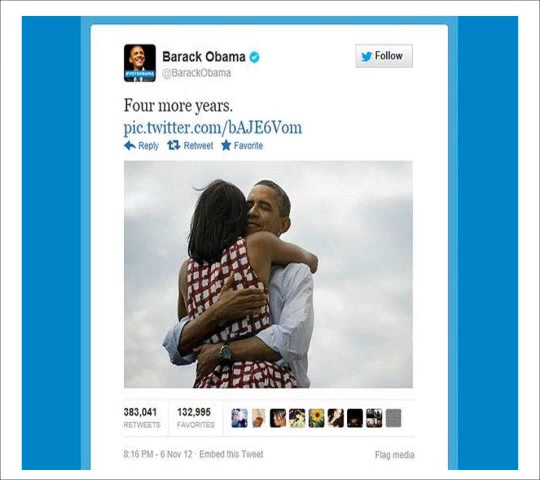 Barack Obama
@BarackObama
Follow
Four more years.
pic.twitter.com/bAJE6Vom
Reply Retweet Favorite
383,041 132,995
RETWEETS FAVORITES
8:16 PM - 6 Nov 12 · Embed this Tweet Flag media